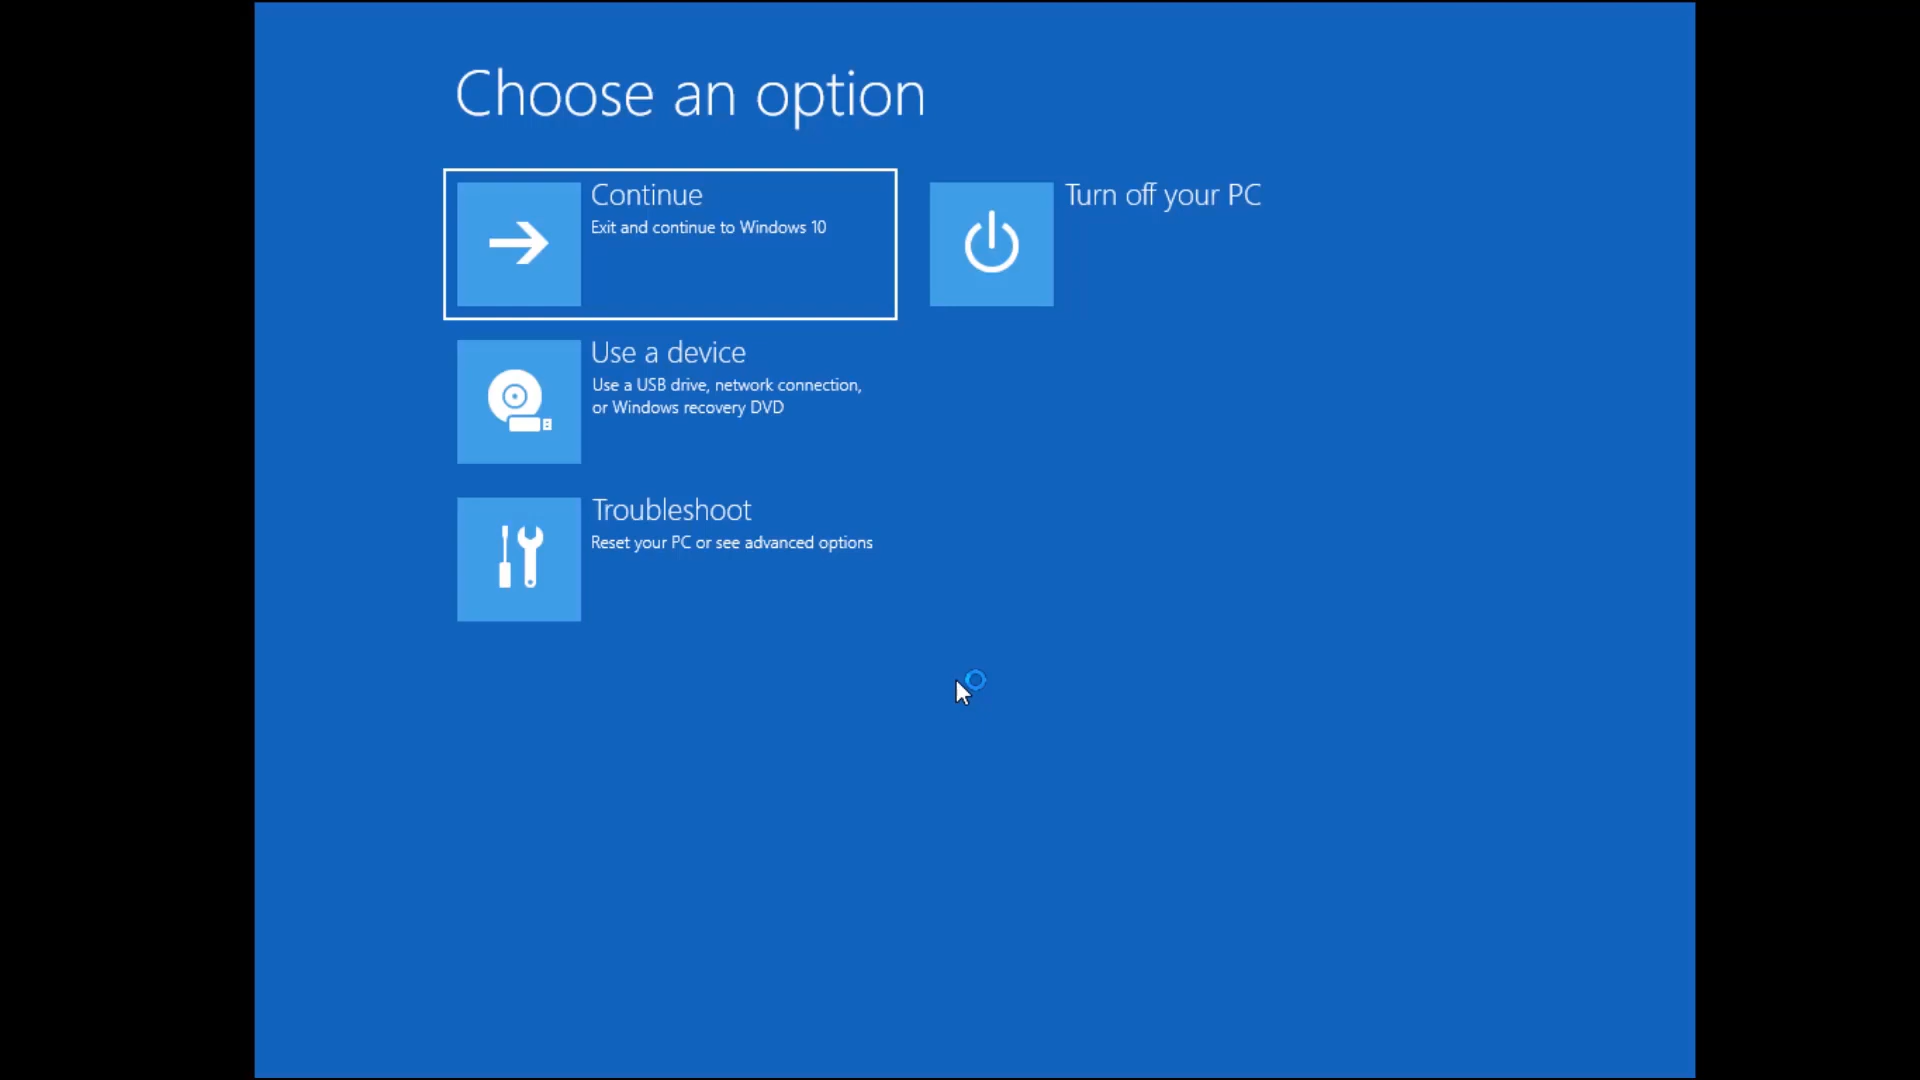 Choose an option
Continue
Exit and continue to Windows 10
Turn off your PC
Use a device
Use a USB drive, network connection,
or Windows recovery DVD
Troubleshoot
Reset your PC or see advanced options